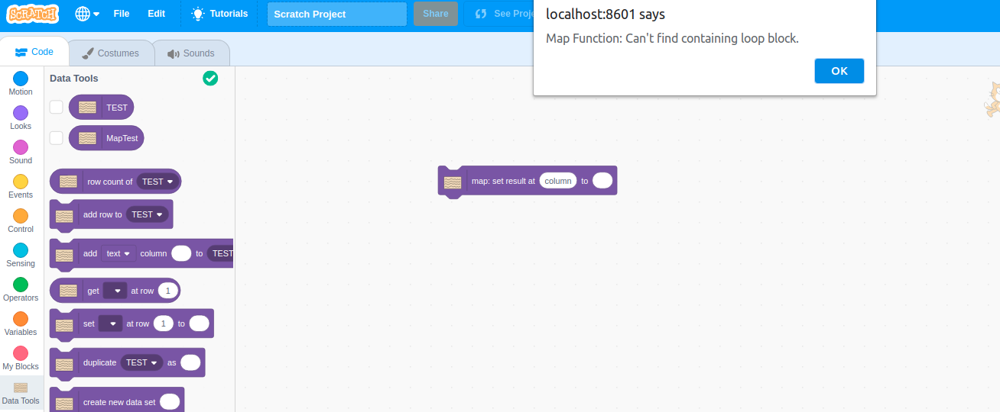 SCRATCH
File
Edit
Tutorials
Scratch Project
Share
See Proje
localhost:8601 says
Map Function: Can't find containing loop block.
OK
Code
Costumes
Sounds
Motion
Looks
Sound
Events
Control
Sensing
Operators
Variables
My Blocks
Data Tools
Data Tools
TEST
MapTest
row count of TEST
add row to TEST
add text column to TEST
get at row 1
set at row 1 to
duplicate TEST as
create new data set
map: set result at column to